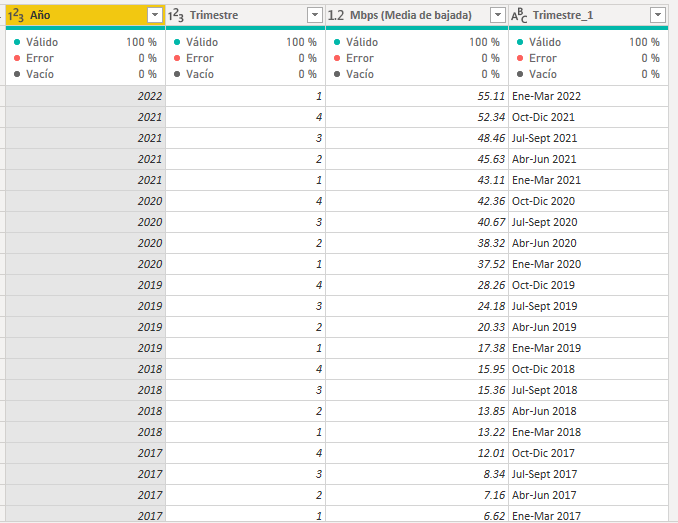 1²3 Año 1²3 Trimestre 1.2 Mbps (Media de bajada) ABC Trimestre_1
Válido 100 % Válido 100 % Válido 100 % Válido 100 %
Error 0 % Error 0 % Error 0 % Error 0 %
Vacío 0 % Vacío 0 % Vacío 0 % Vacío 0 %
2022 1 55.11 Ene-Mar 2022
2021 4 52.34 Oct-Dic 2021
2021 3 48.46 Jul-Sept 2021
2021 2 45.63 Abr-Jun 2021
2021 1 43.11 Ene-Mar 2021
2020 4 42.36 Oct-Dic 2020
2020 3 40.67 Jul-Sept 2020
2020 2 38.32 Abr-Jun 2020
2020 1 37.52 Ene-Mar 2020
2019 4 28.26 Oct-Dic 2019
2019 3 24.18 Jul-Sept 2019
2019 2 20.33 Abr-Jun 2019
2019 1 17.38 Ene-Mar 2019
2018 4 15.95 Oct-Dic 2018
2018 3 15.36 Jul-Sept 2018
2018 2 13.85 Abr-Jun 2018
2018 1 13.22 Ene-Mar 2018
2017 4 12.01 Oct-Dic 2017
2017 3 8.34 Jul-Sept 2017
2017 2 7.16 Abr-Jun 2017
2017 1 6.62 Ene-Mar 2017